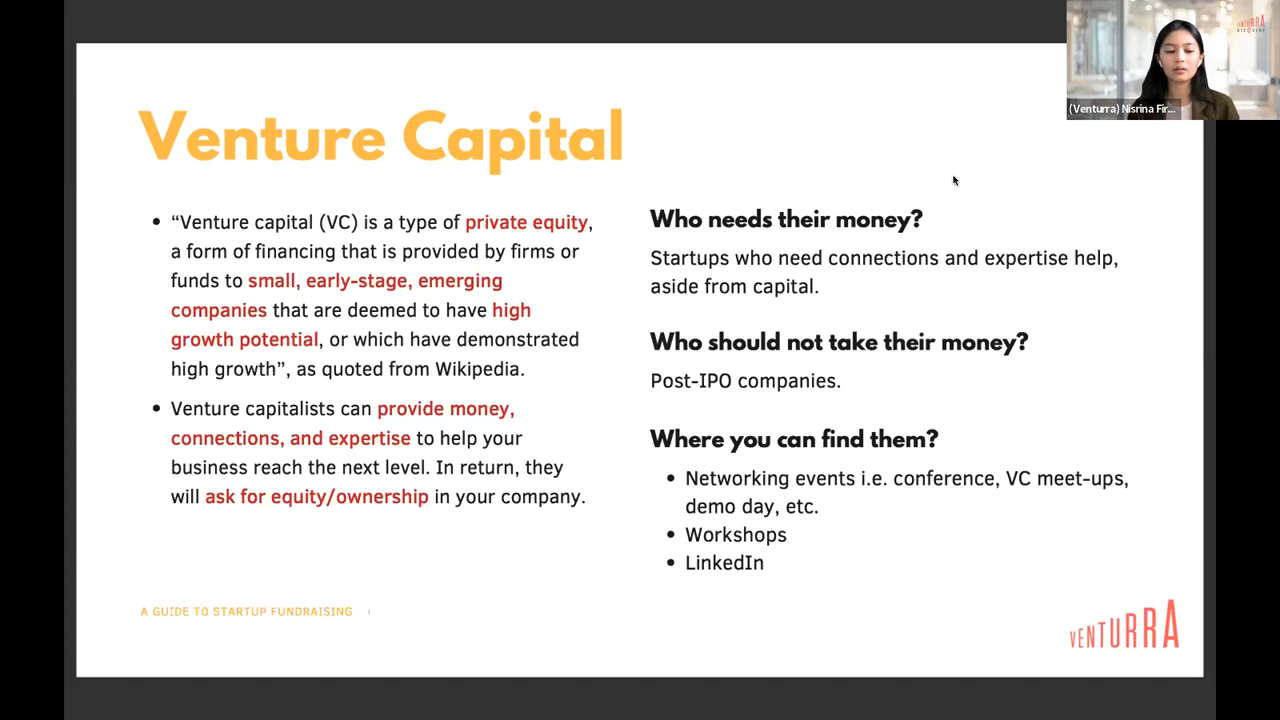 VENTURRA
DISCOVERY
(Venturra) Nisrina Fir...
Venture Capital
• “Venture capital (VC) is a type of private equity,
a form of financing that is provided by firms or
funds to small, early-stage, emerging
companies that are deemed to have high
growth potential, or which have demonstrated
high growth”, as quoted from Wikipedia.
• Venture capitalists can provide money,
connections, and expertise to help your
business reach the next level. In return, they
will ask for equity/ownership in your company.
Who needs their money?
Startups who need connections and expertise help,
aside from capital.
Who should not take their money?
Post-IPO companies.
Where you can find them?
• Networking events i.e. conference, VC meet-ups,
demo day, etc.
• Workshops
• LinkedIn
A GUIDE TO STARTUP FUNDRAISING
VENTURRA